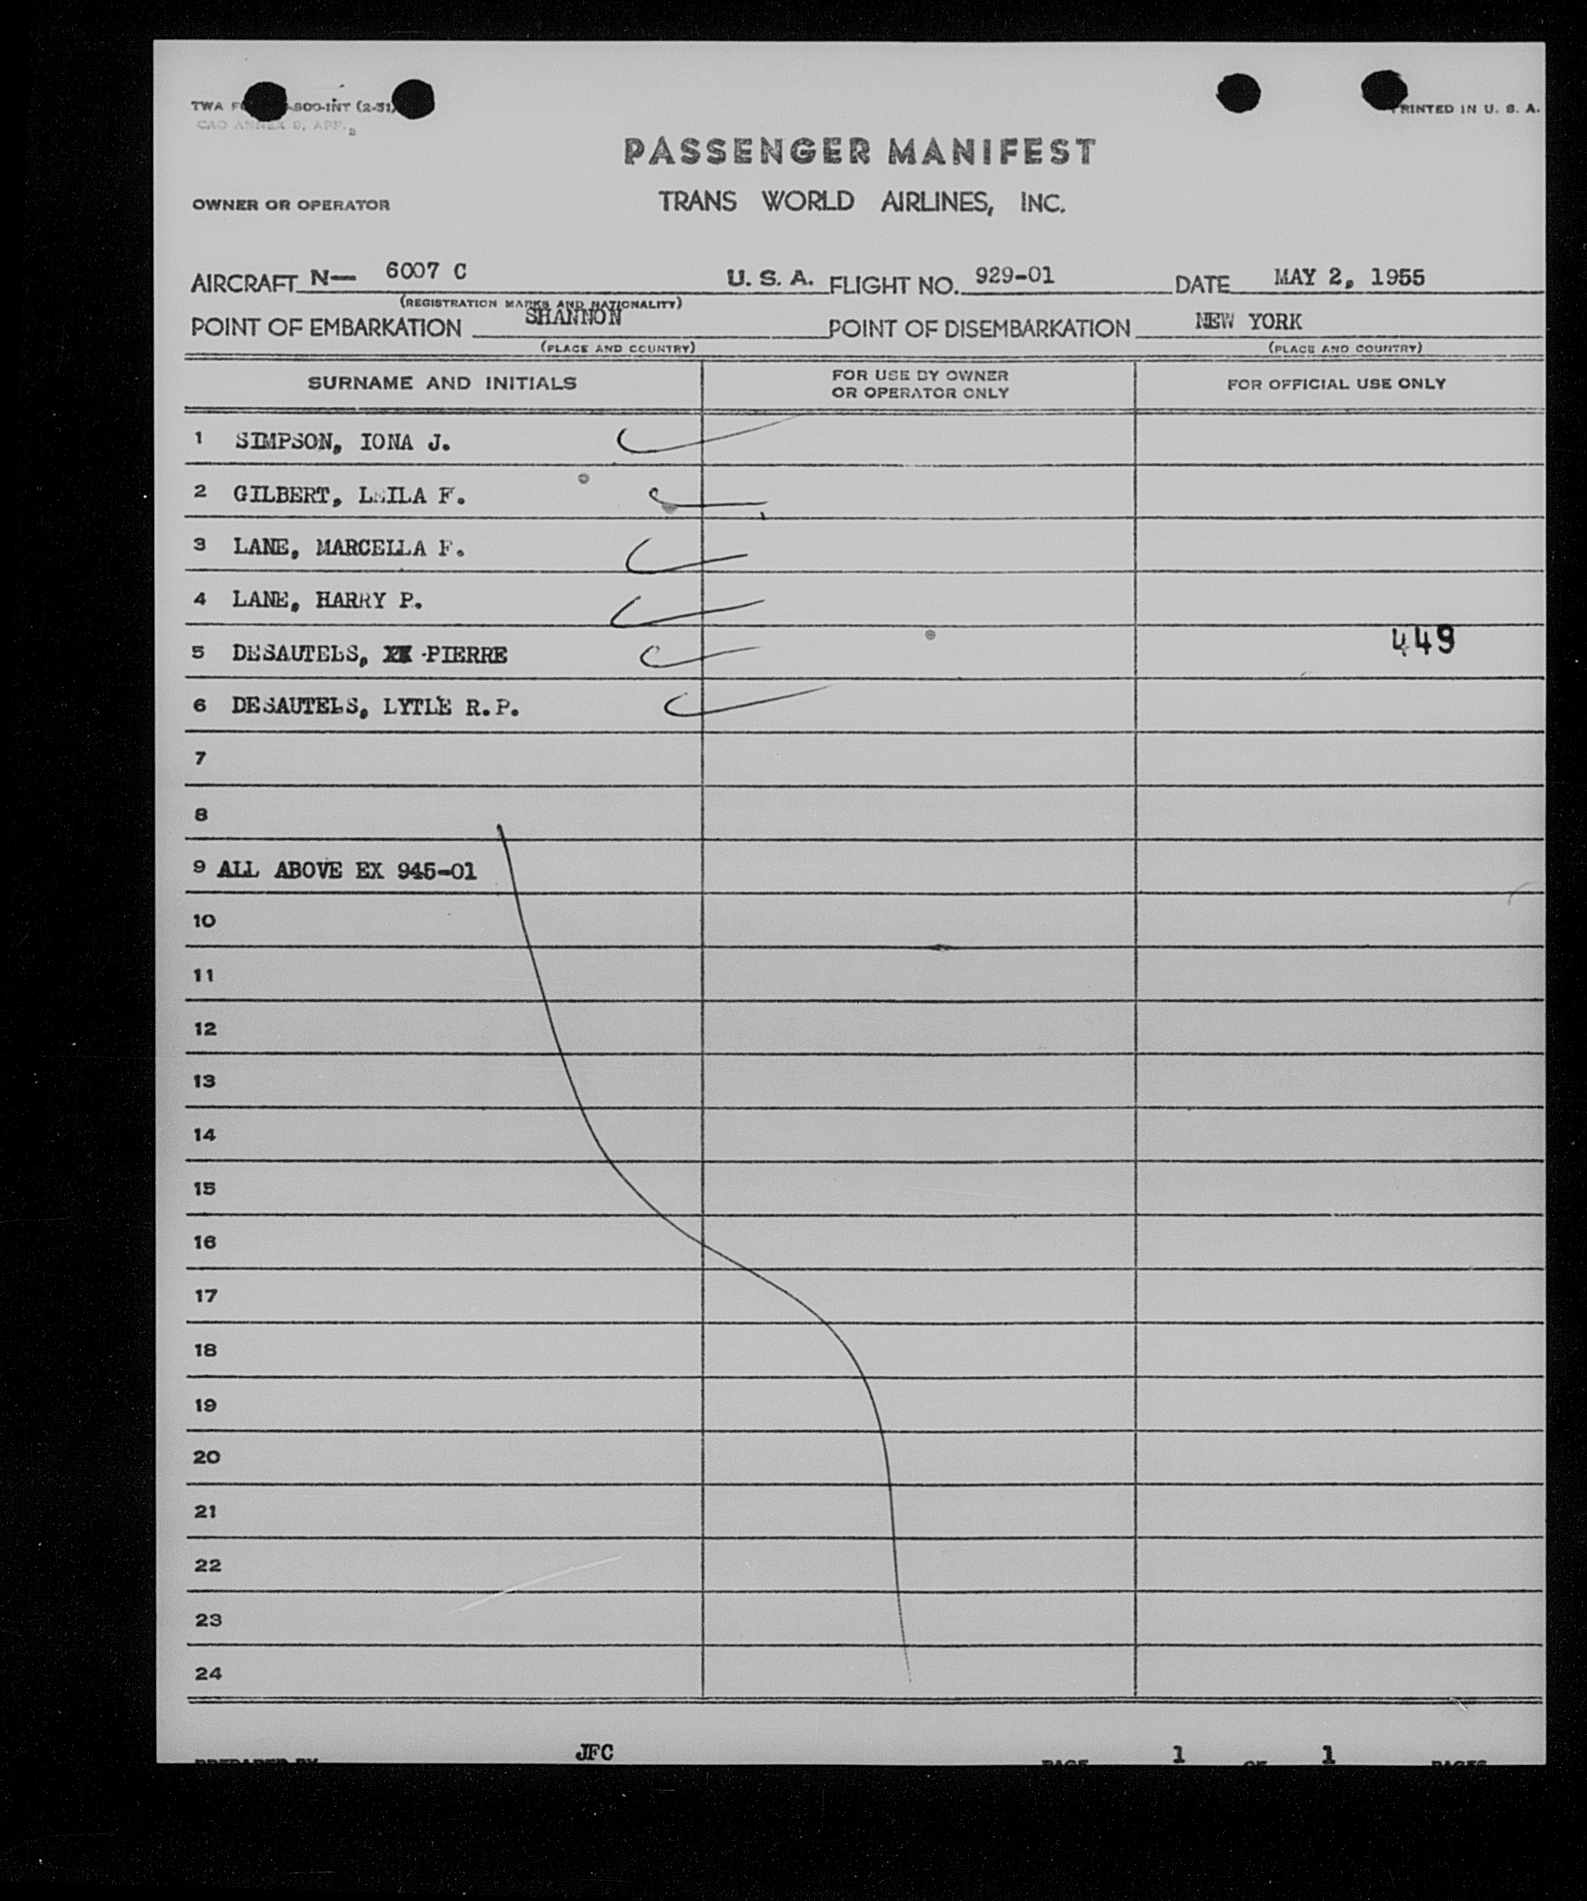 TWA F 800-INT (2-51)
PRINTED IN U. S. A.
PASSENGER MANIFEST
OWNER OR OPERATOR TRANS WORLD AIRLINES, INC.
AIRCRAFT N— 6007 C U. S. A. FLIGHT NO. 929-01 DATE MAY 2, 1955
(REGISTRATION MARKS AND NATIONALITY)
POINT OF EMBARKATION SHANNON POINT OF DISEMBARKATION NEW YORK
(PLACE AND COUNTRY) (PLACE AND COUNTRY)
SURNAME AND INITIALS FOR USE BY OWNER OR OPERATOR ONLY FOR OFFICIAL USE ONLY
1 SIMPSON, IONA J.
2 GILBERT, LEILA F.
3 LANE, MARCELLA F.
4 LANE, HARRY P.
449
5 DESAUTELS, PIERRE
6 DESAUTELS, LYTLE R.P.
7
8
9 ALL ABOVE EX 945-01
10
11
12
13
14
15
16
17
18
19
20
21
22
23
24
JFC 1 1